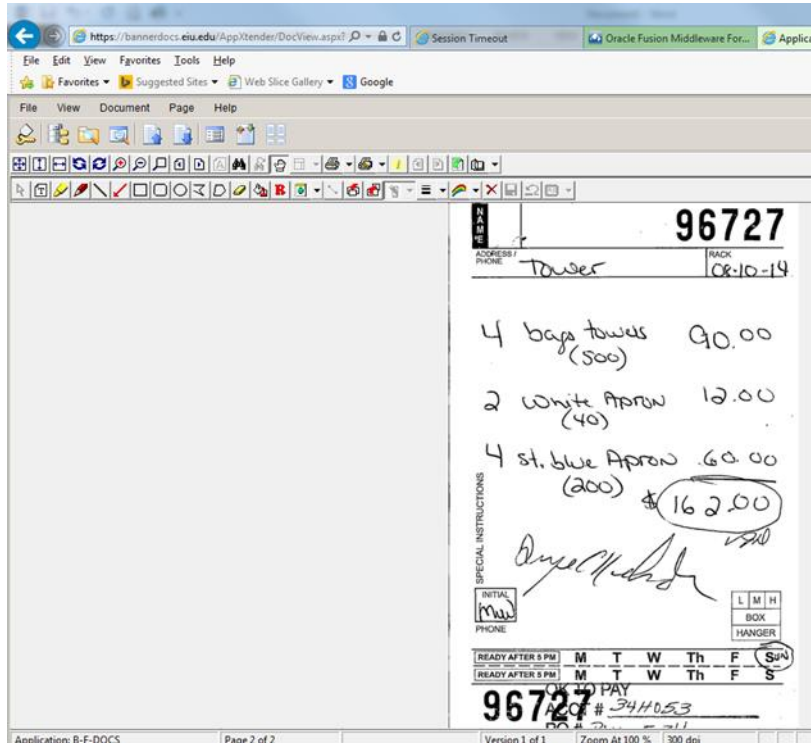 https://bannerdocs.eiu.edu/AppXtender/DocView.aspx?
Session Timeout
Oracle Fusion Middleware For...
Applica
File Edit View Favorites Tools Help
Favorites Suggested Sites Web Slice Gallery Google
File View Document Page Help
NAME
96727
ADDRESS / PHONE
Tower
RACK
08-10-14
4 bags towels 90.00
(500)
2 White Apron 12.00
(40)
4 st. blue Apron 60.00
(200)
$ 162.00
SPECIAL INSTRUCTIONS
INITIAL
PHONE
L M H
BOX
HANGER
READY AFTER 5 PM M T W Th F SUN
READY AFTER 5 PM M T W Th F S
96727
OK TO PAY
ACCT # 34H053
PO #
Application: B-F-DOCS Page 2 of 2 Version 1 of 1 Zoom At 100 % 300 dpi